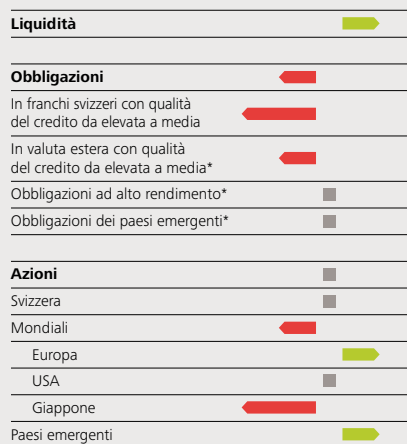 Liquidità
Obbligazioni
In franchi svizzeri con qualità
del credito da elevata a media
In valuta estera con qualità
del credito da elevata a media*
Obbligazioni ad alto rendimento*
Obbligazioni dei paesi emergenti*
Azioni
Svizzera
Mondiali
Europa
USA
Giappone
Paesi emergenti